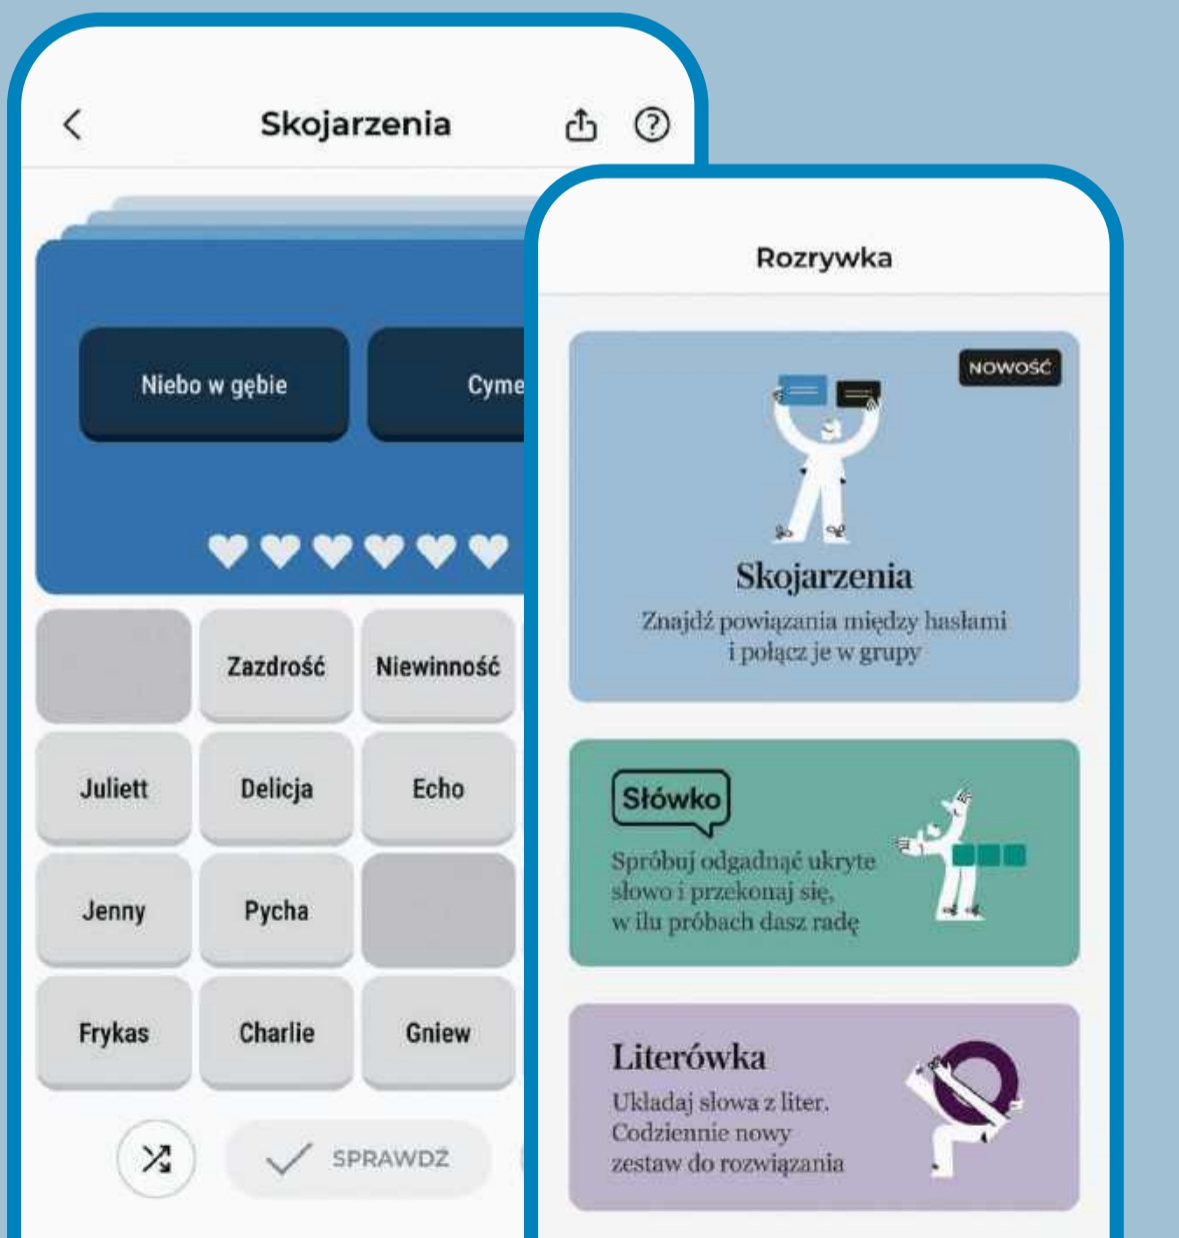 Skojarzenia
Niebo w gębie
Cyme
Zazdrość
Niewinność
Juliett
Delicja
Echo
Jenny
Pycha
Frykas
Charlie
Gniew
SPRAWDŹ
Rozrywka
NOWOŚĆ
Skojarzenia
Znajdź powiązania między hasłami
i połącz je w grupy
Słówko
Spróbuj odgadnąć ukryte
słowo i przekonaj się,
w ilu próbach dasz radę
Literówka
Układaj słowa z liter.
Codziennie nowy
zestaw do rozwiązania